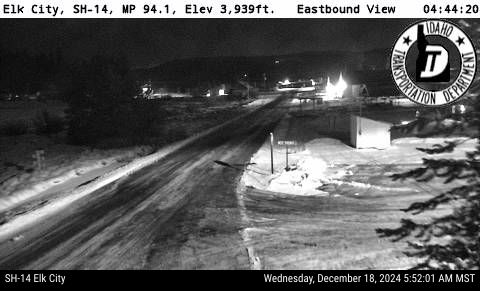 Elk City, SH-14, MP 94.1, Elev 3,939ft. Eastbound View 04:44:20
IDAHO
TRANSPORTATION DEPARTMENT
SH-14 Elk City
Wednesday, December 18, 2024 5:52:01 AM MST